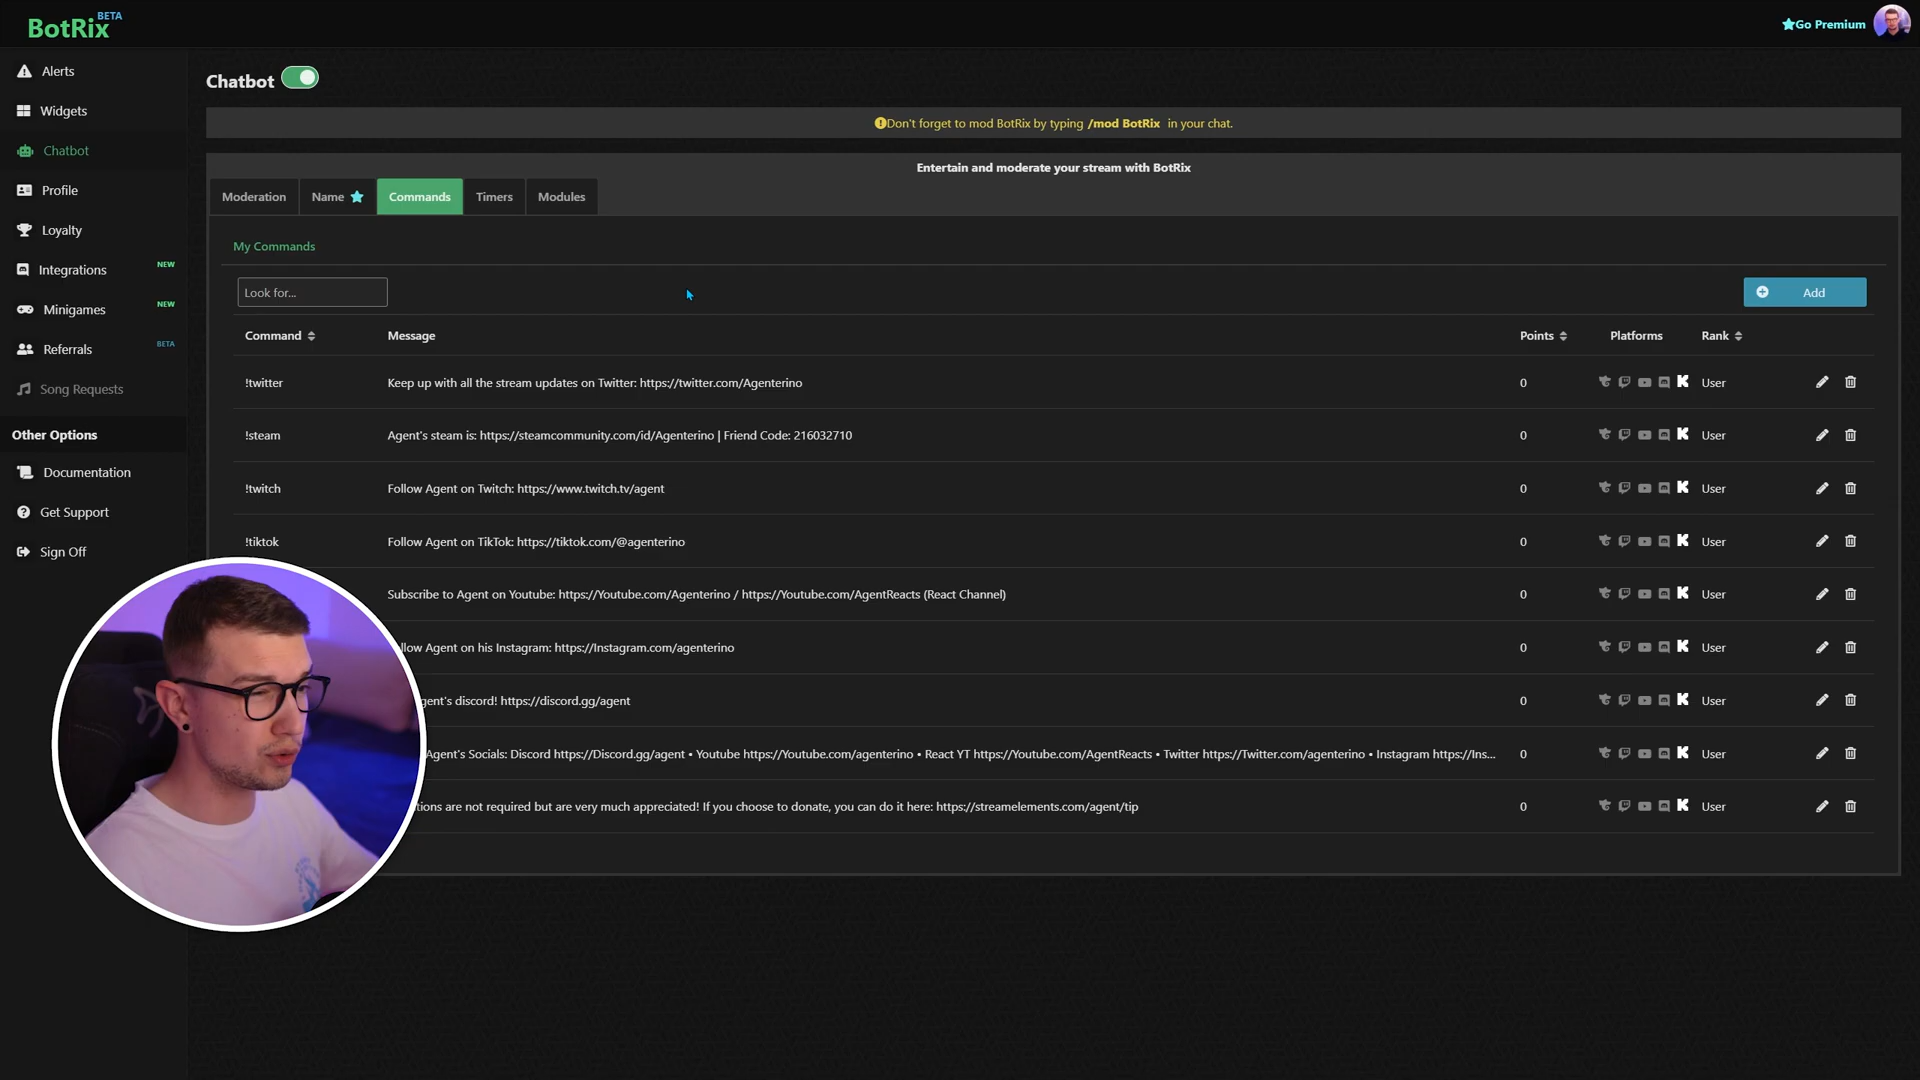 BotRix BETA
Go Premium
Alerts
Widgets
Chatbot
Profile
Loyalty
Integrations NEW
Minigames NEW
Referrals BETA
Song Requests
Other Options
Documentation
Get Support
Sign Off
Chatbot
Don't forget to mod BotRix by typing /mod BotRix in your chat.
Entertain and moderate your stream with BotRix
Moderation Name Commands Timers Modules
My Commands
Look for...
Add
Command Message Points Platforms Rank
!twitter Keep up with all the stream updates on Twitter: https://twitter.com/Agenterino 0 User
!steam Agent's steam is: https://steamcommunity.com/id/Agenterino | Friend Code: 216032710 0 User
!twitch Follow Agent on Twitch: https://www.twitch.tv/agent 0 User
!tiktok Follow Agent on TikTok: https://tiktok.com/@agenterino 0 User
Subscribe to Agent on Youtube: https://Youtube.com/Agenterino / https://Youtube.com/AgentReacts (React Channel) 0 User
Agent on his Instagram: https://Instagram.com/agenterino 0 User
discord! https://discord.gg/agent 0 User
Agent's Socials: Discord https://Discord.gg/agent • Youtube https://Youtube.com/agenterino • React YT https://Youtube.com/AgentReacts • Twitter https://Twitter.com/agenterino • Instagram https://Ins... 0 User
are not required but are very much appreciated! If you choose to donate, you can do it here: https://streamelements.com/agent/tip 0 User